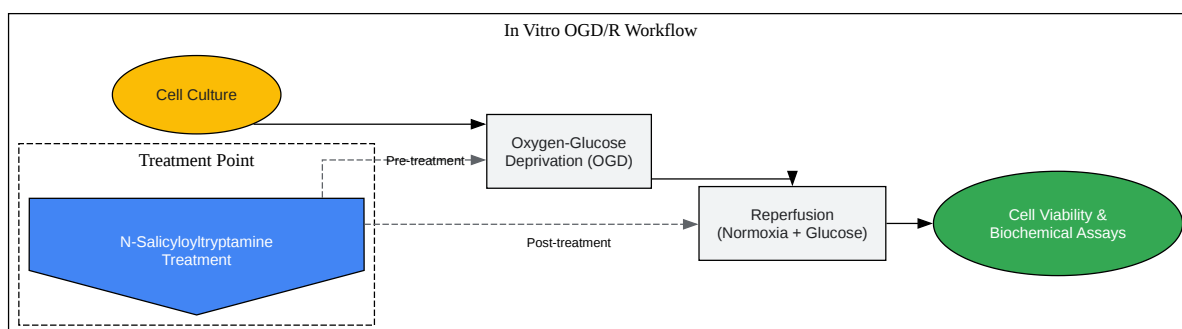 In Vitro OGD/R Workflow
Cell Culture
Treatment Point
Pre-treatment
Oxygen-Glucose
Deprivation (OGD)
N-Salicyloyltryptamine
Treatment
Post-treatment
Reperfusion
(Normoxia + Glucose)
Cell Viability &
Biochemical Assays